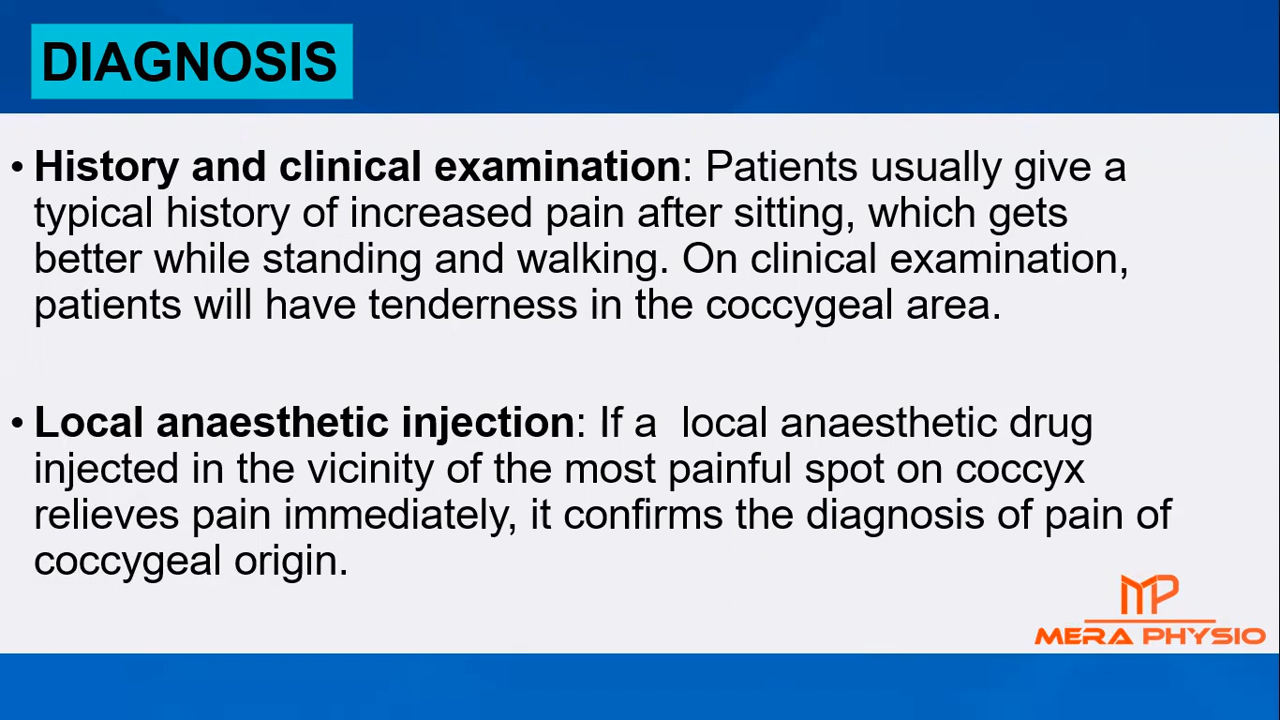 DIAGNOSIS
• History and clinical examination: Patients usually give a
typical history of increased pain after sitting, which gets
better while standing and walking. On clinical examination,
patients will have tenderness in the coccygeal area.
• Local anaesthetic injection: If a  local anaesthetic drug
injected in the vicinity of the most painful spot on coccyx
relieves pain immediately, it confirms the diagnosis of pain of
coccygeal origin.
MP
MERA PHYSIO